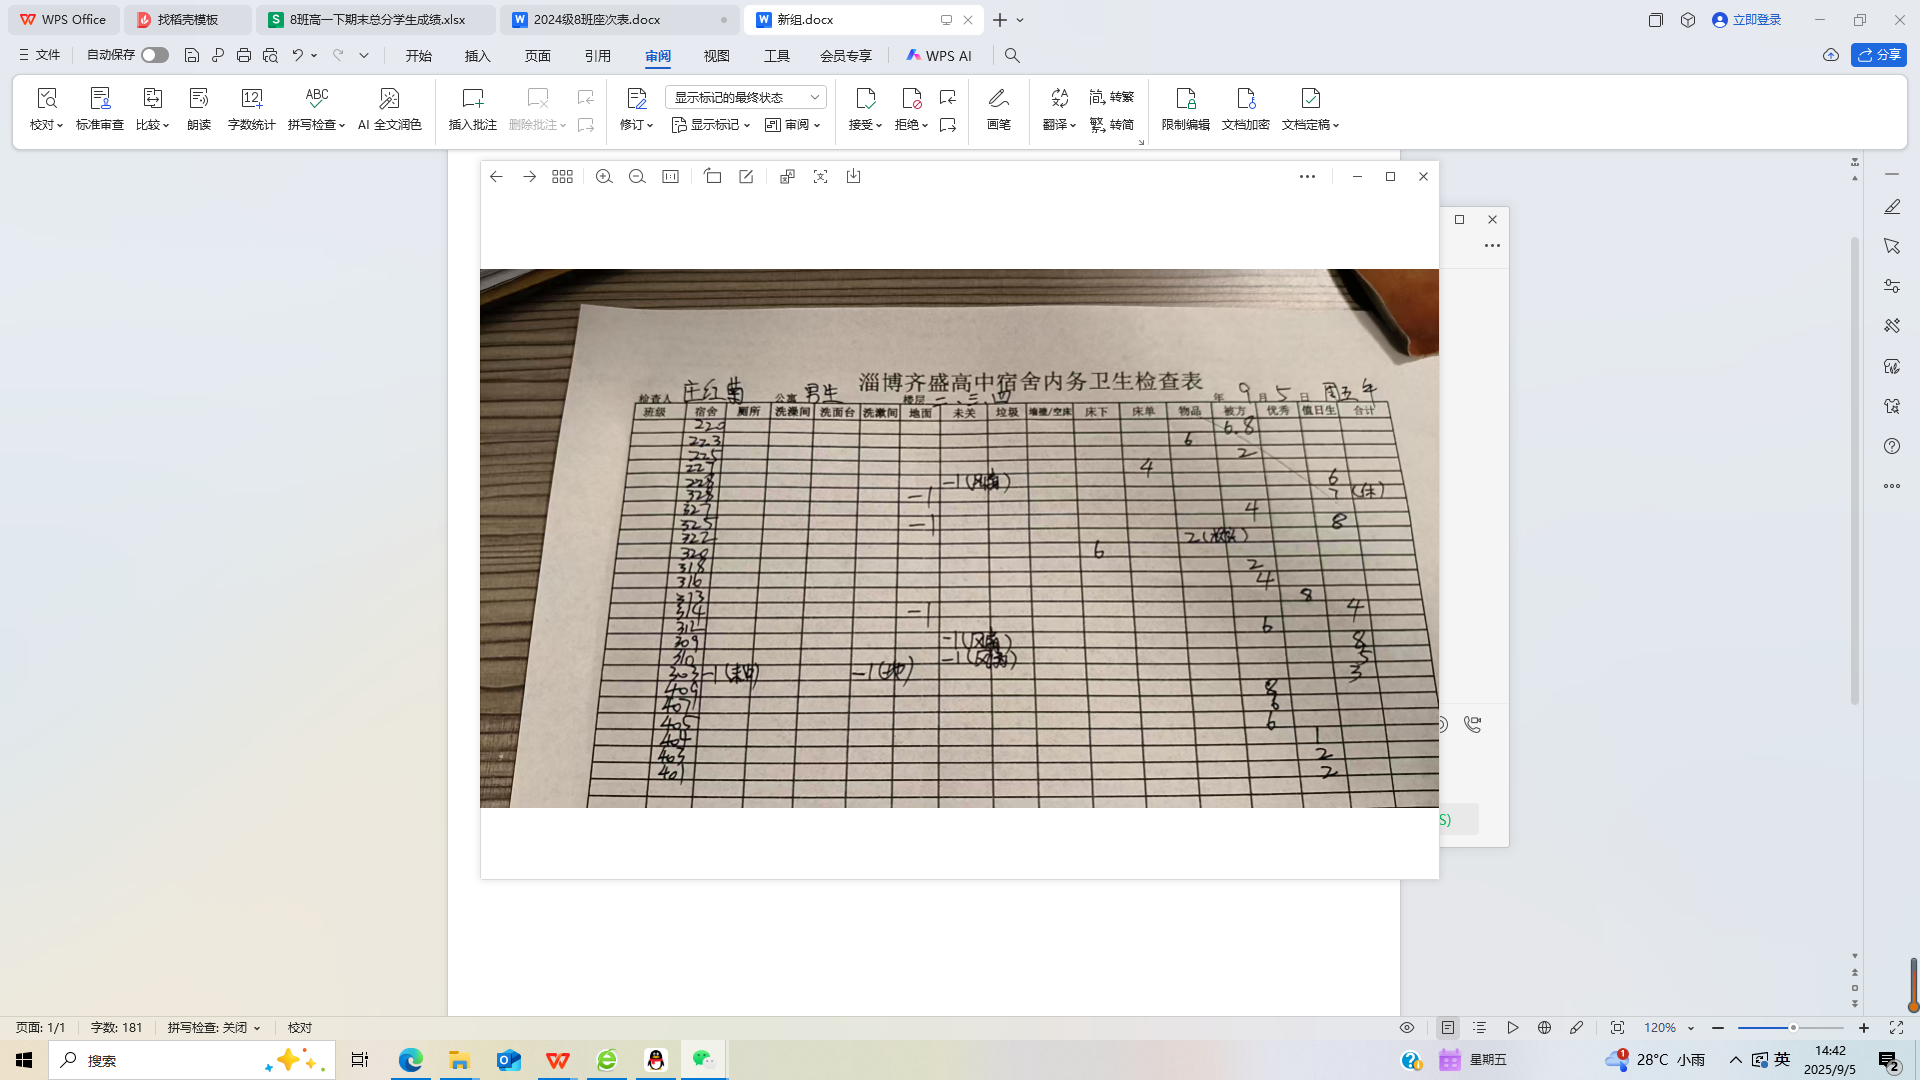 WPS Office 找稻壳模板 8班高一下期末总分学生成绩.xlsx 2024级8班座次表.docx 新组.docx 立即登录
文件 自动保存 开始 插入 页面 引用 审阅 视图 工具 会员专享 WPS AI 分享
显示标记的最终状态 简 转繁
校对 标准审查 比较 朗读 字数统计 拼写检查 AI 全文润色 插入批注 删除批注 修订 显示标记 审阅 接受 拒绝 画笔 翻译 繁 转简 限制编辑 文档加密 文档定稿
淄博齐盛高中宿舍内务卫生检查表
检查人 庄红菊 公寓 男生 楼层 二、三、四 年 9 月 5 日 周五午
班级 宿舍 厕所 洗澡间 洗面台 洗漱间 地面 未关 垃圾 墙壁/空床 床下 床单 物品 被方 优秀 值日生 合计
220 6.8
223 6
225 2
227 4
228 -1 6
328 -1 7
327 4
325 -1 8
322 2
320 6
318 2
316 4
313 8
314 -1 4
312 6
309 -1 8
310 -1 5
303 -1 -1 3
409 8
407 6
405 6
404 1
403 2
401 2
S)
页面: 1/1 字数: 181 拼写检查: 关闭 校对 120%
搜索 星期五 28°C 小雨 英 14:42
2025/9/5 2